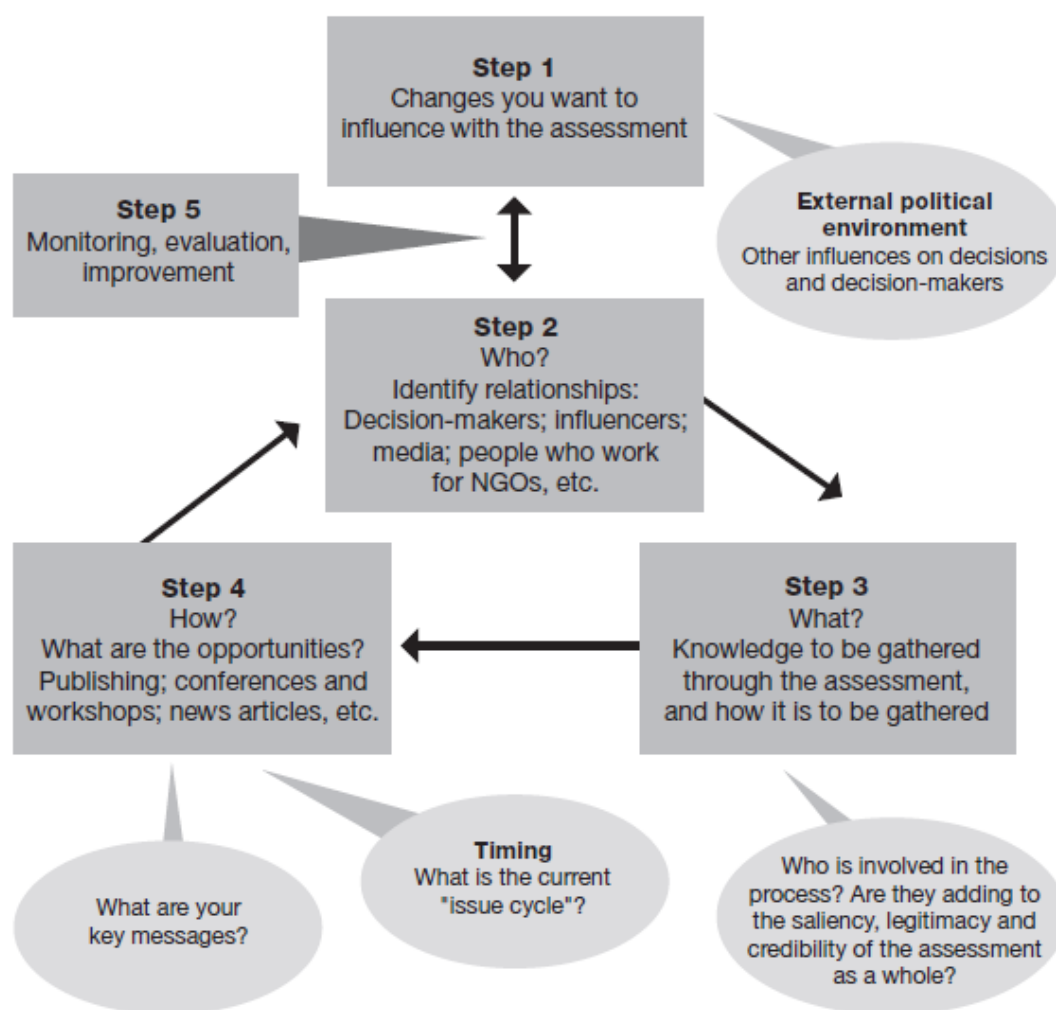 Step 1
Changes you want to
influence with the assessment
External political
environment
Other influences on decisions
and decision-makers
Step 5
Monitoring, evaluation,
improvement
Step 2
Who?
Identify relationships:
Decision-makers; influencers;
media; people who work
for NGOs, etc.
Step 3
What?
Knowledge to be gathered
through the assessment,
and how it is to be gathered
Step 4
How?
What are the opportunities?
Publishing; conferences and
workshops; news articles, etc.
What are your
key messages?
Timing
What is the current
"issue cycle"?
Who is involved in the
process? Are they adding to
the saliency, legitimacy and
credibility of the assessment
as a whole?